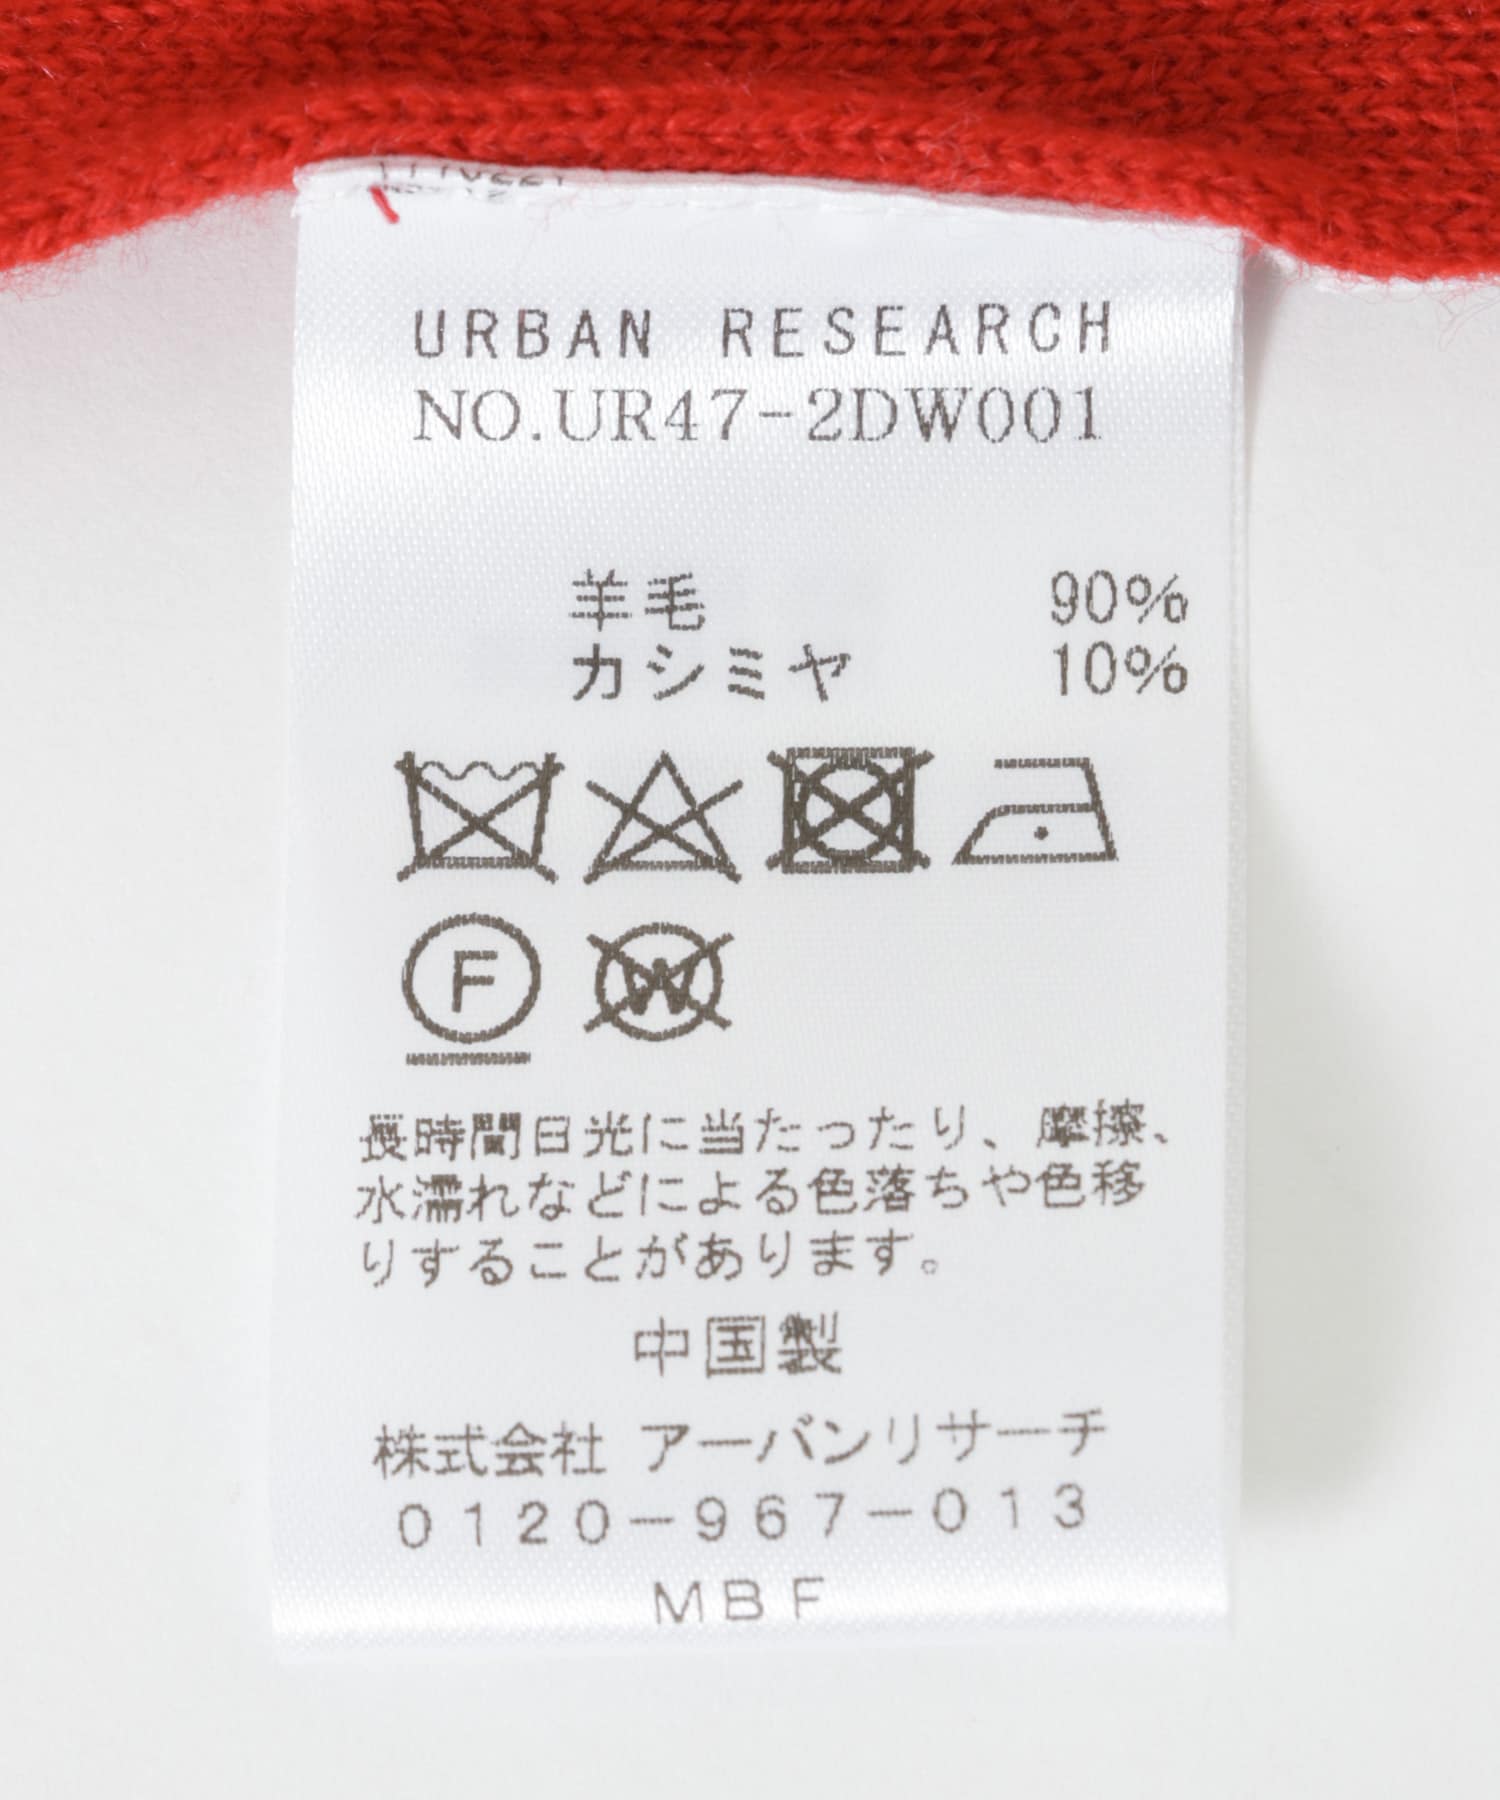 URBAN RESEARCH
NO.UR47-2DW001
羊毛 90%
カシミヤ 10%
F W
長時間日光に当たったり、摩擦、
水濡れなどによる色落ちや色移
りすることがあります。
中国製
株式会社 アーバンリサーチ
0120-967-013
MBF